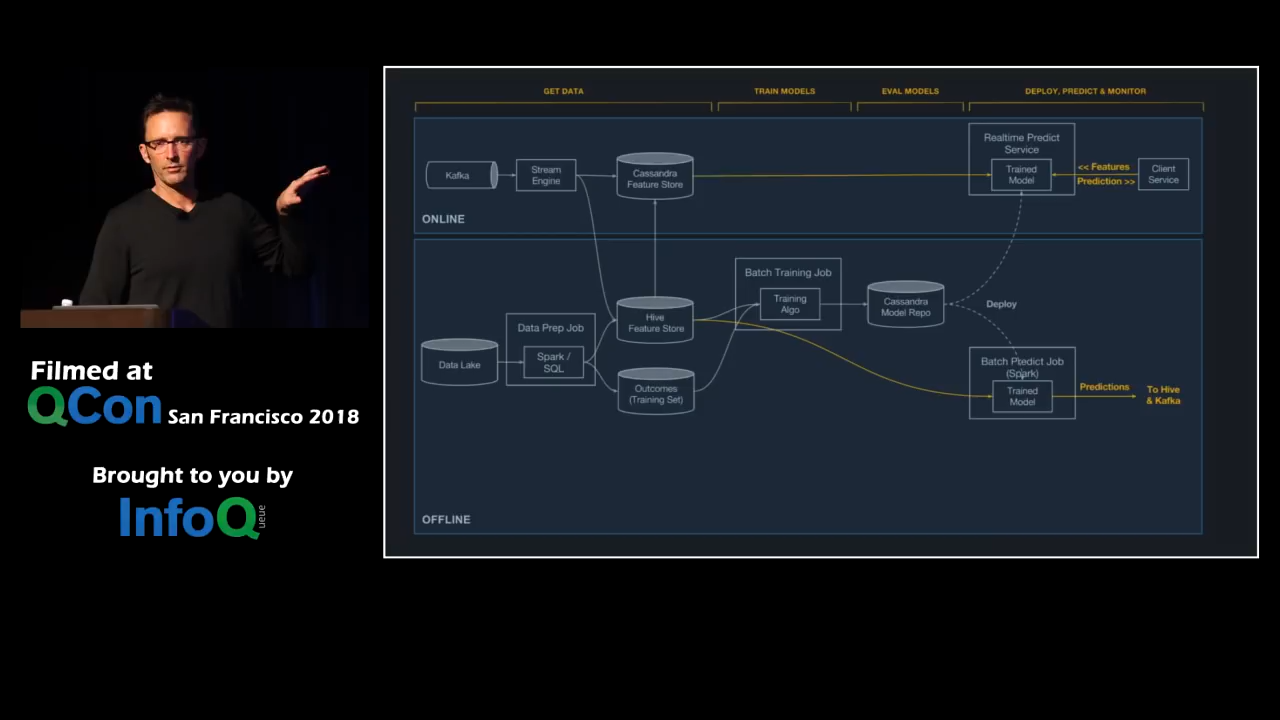 GET DATA
TRAIN MODELS
EVAL MODELS
DEPLOY, PREDICT & MONITOR
Kafka
Stream
Engine
Cassandra
Feature Store
Realtime Predict
Service
Trained
Model
<< Features
Prediction >>
Client
Service
ONLINE
Batch Training Job
Training
Algo
Cassandra
Model Repo
Deploy
Hive
Feature Store
Data Prep Job
Spark /
SQL
Data Lake
Outcomes
(Training Set)
Batch Predict Job
(Spark)
Trained
Model
Predictions
To Hive
& Kafka
OFFLINE
Filmed at
QCon San Francisco 2018
Brought to you by
InfoQueue